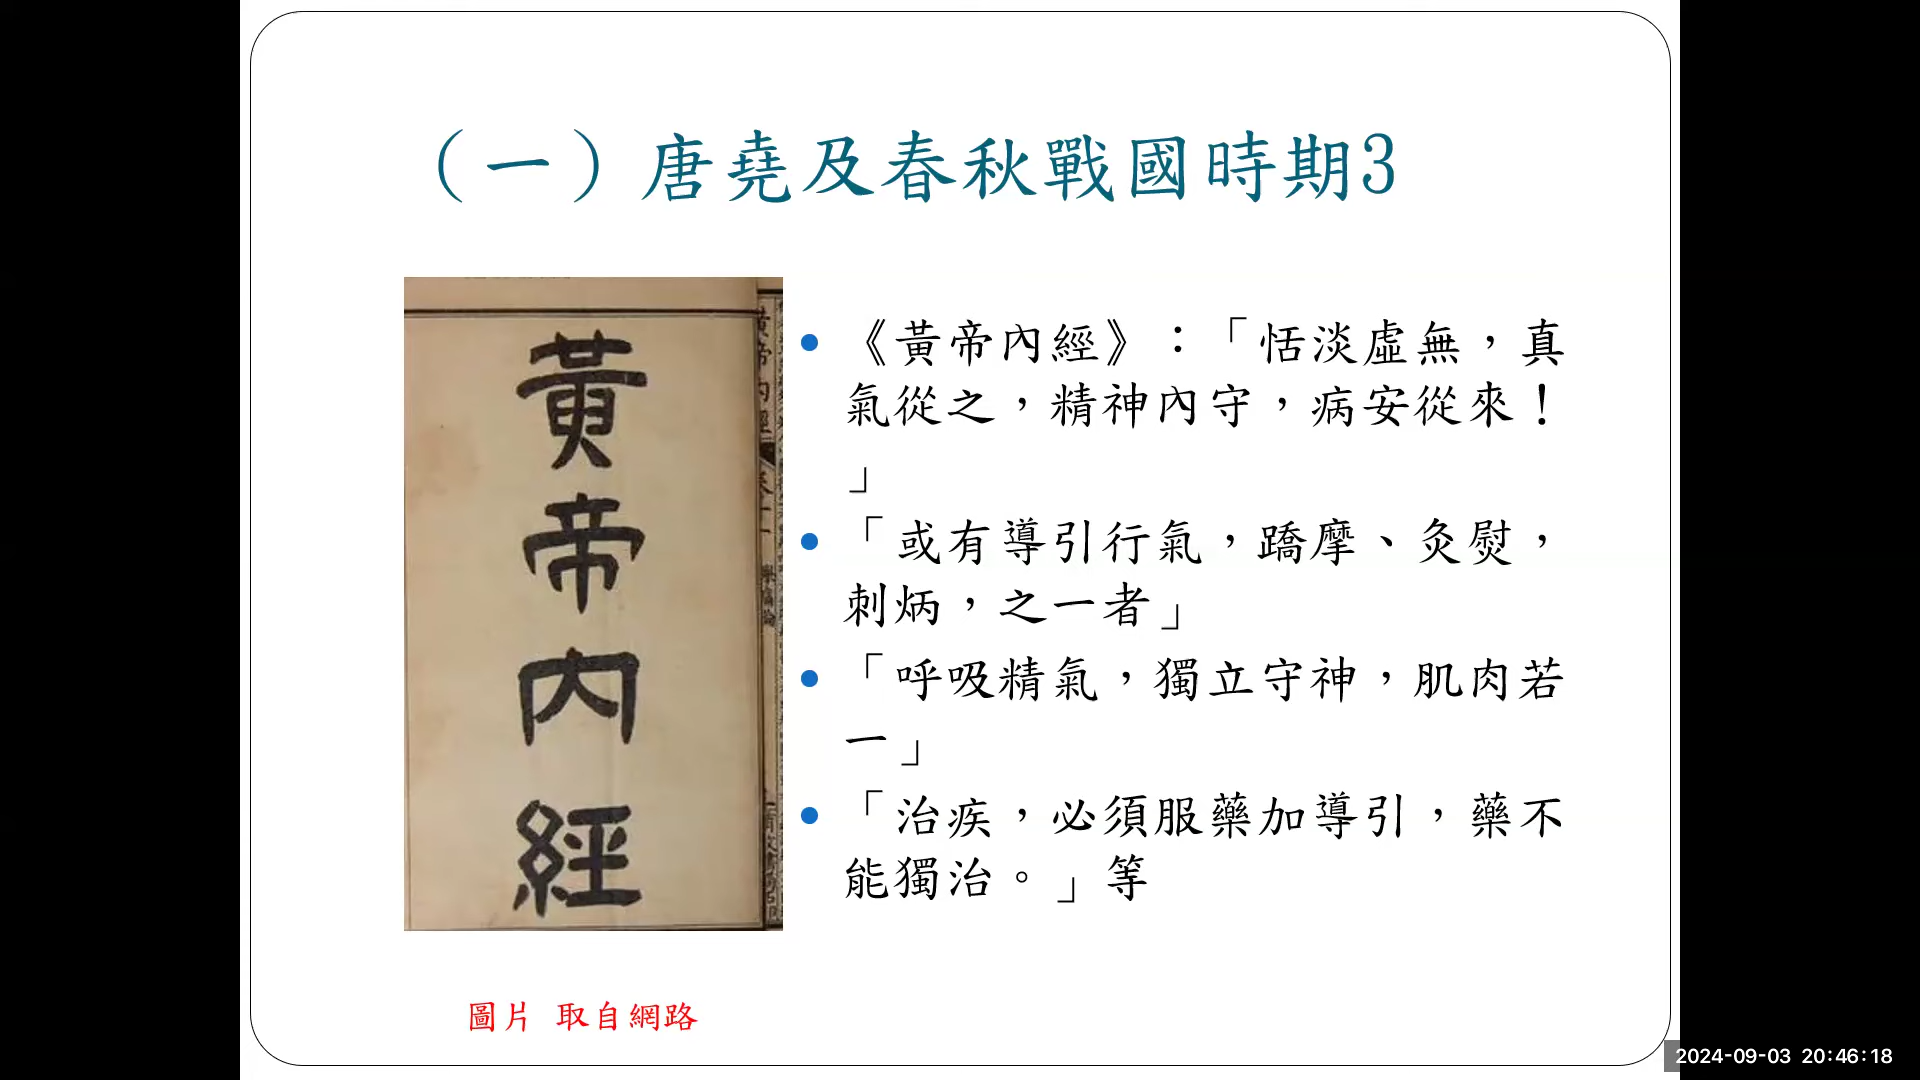 （一）唐堯及春秋戰國時期3
黃帝內經
《黃帝內經》：「恬淡虛無，真
氣從之，精神內守，病安從來！
」
「或有導引行氣，蹻摩、灸熨，
刺炳，之一者」
「呼吸精氣，獨立守神，肌肉若
一」
「治疾，必須服藥加導引，藥不
能獨治。」等
圖片 取自網路
2024-09-03 20:46:18